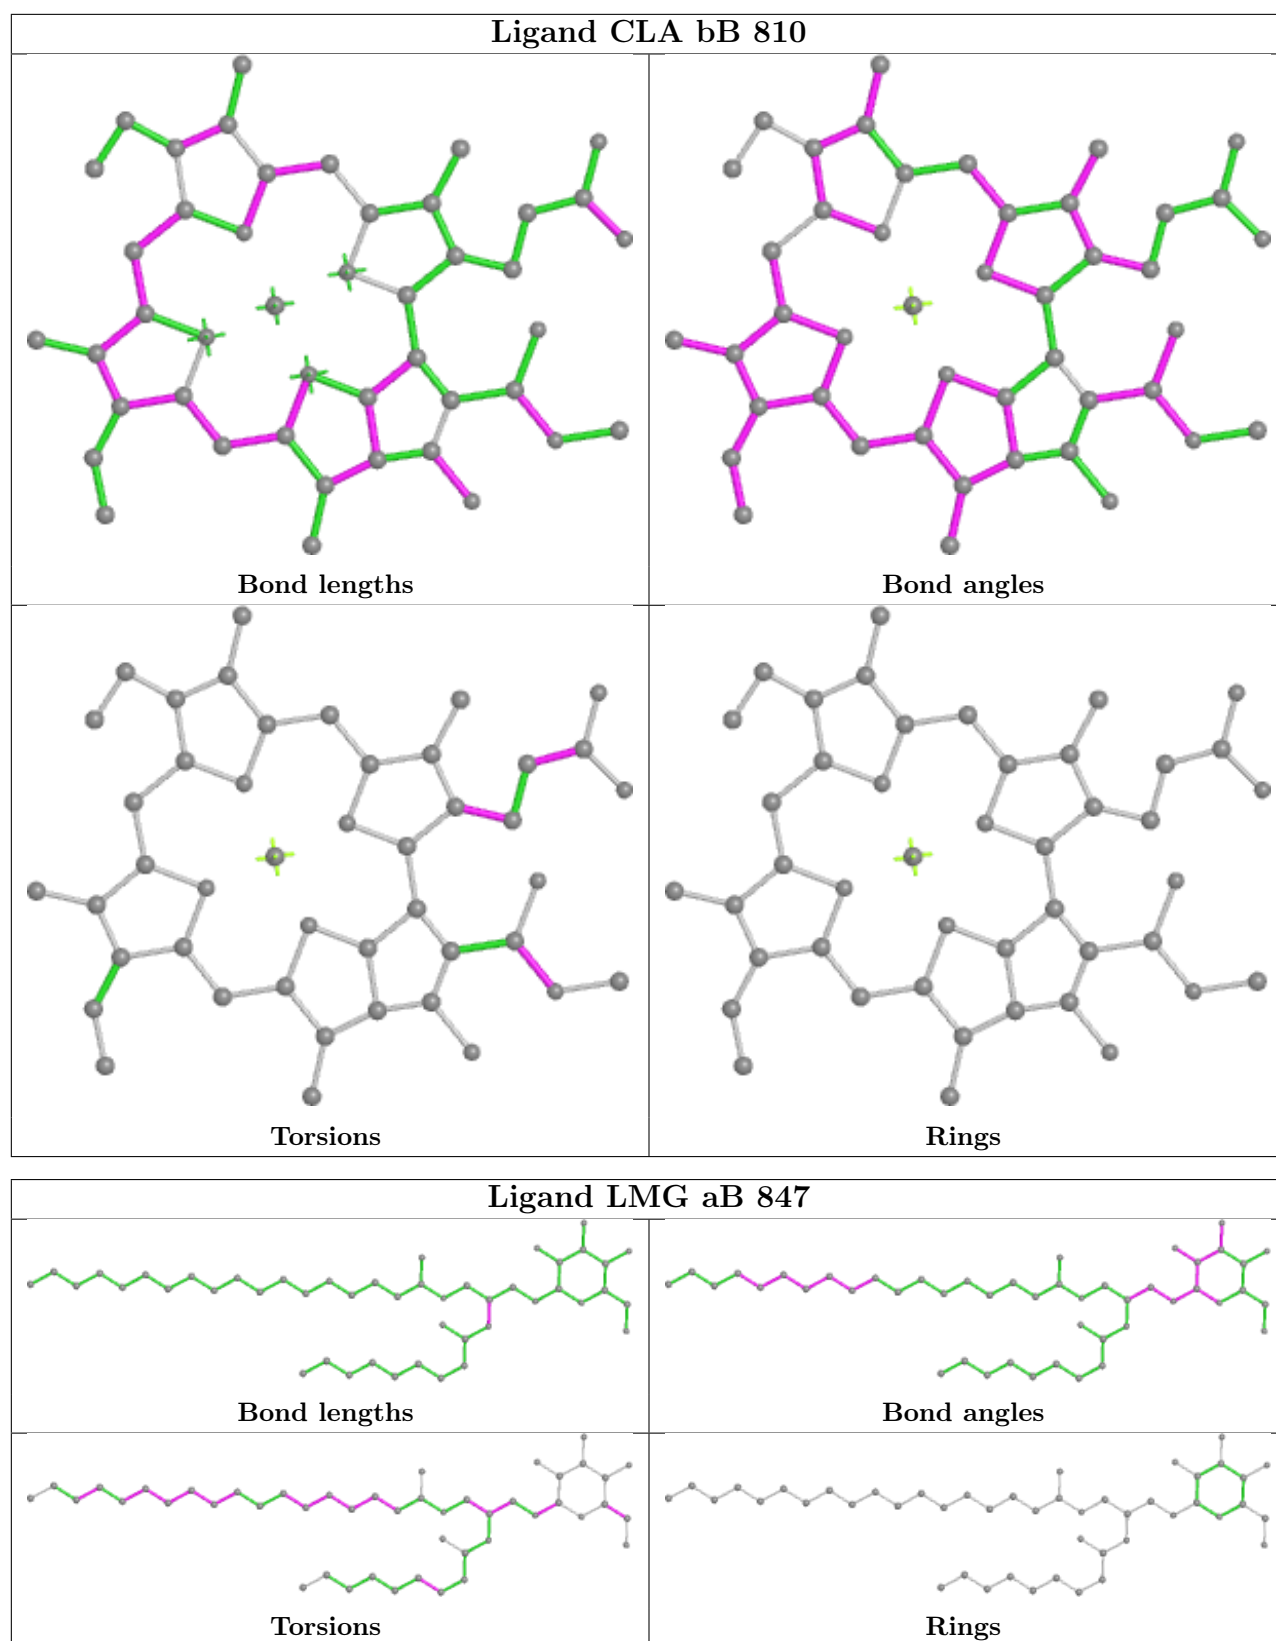 Ligand CLA bB 810
Bond lengths
Bond angles
Torsions
Rings
Ligand LMG aB 847
Bond lengths
Bond angles
Torsions
Rings